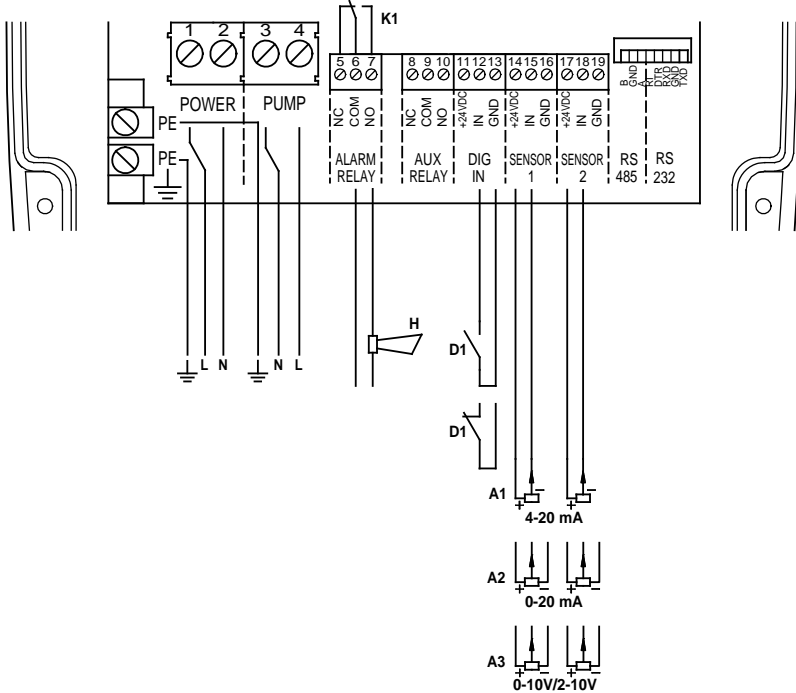 K1
1 2 3 4
5 6 7 8 9 10 11 12 13 14 15 16 17 18 19
NC
COM
NO
NC
COM
NO
+24VDC
IN
GND
+24VDC
IN
GND
+24VDC
IN
GND
B
GND
A
RI
DTR
RXD
GND
TXD
PE
POWER
PUMP
PE
ALARM
RELAY
AUX
RELAY
DIG
IN
SENSOR
1
SENSOR
2
RS
485
RS
232
H
L N N L
D1
D1
A1
+ − + −
4-20 mA
A2
+ − + −
0-20 mA
A3
+ − + −
0-10V/2-10V